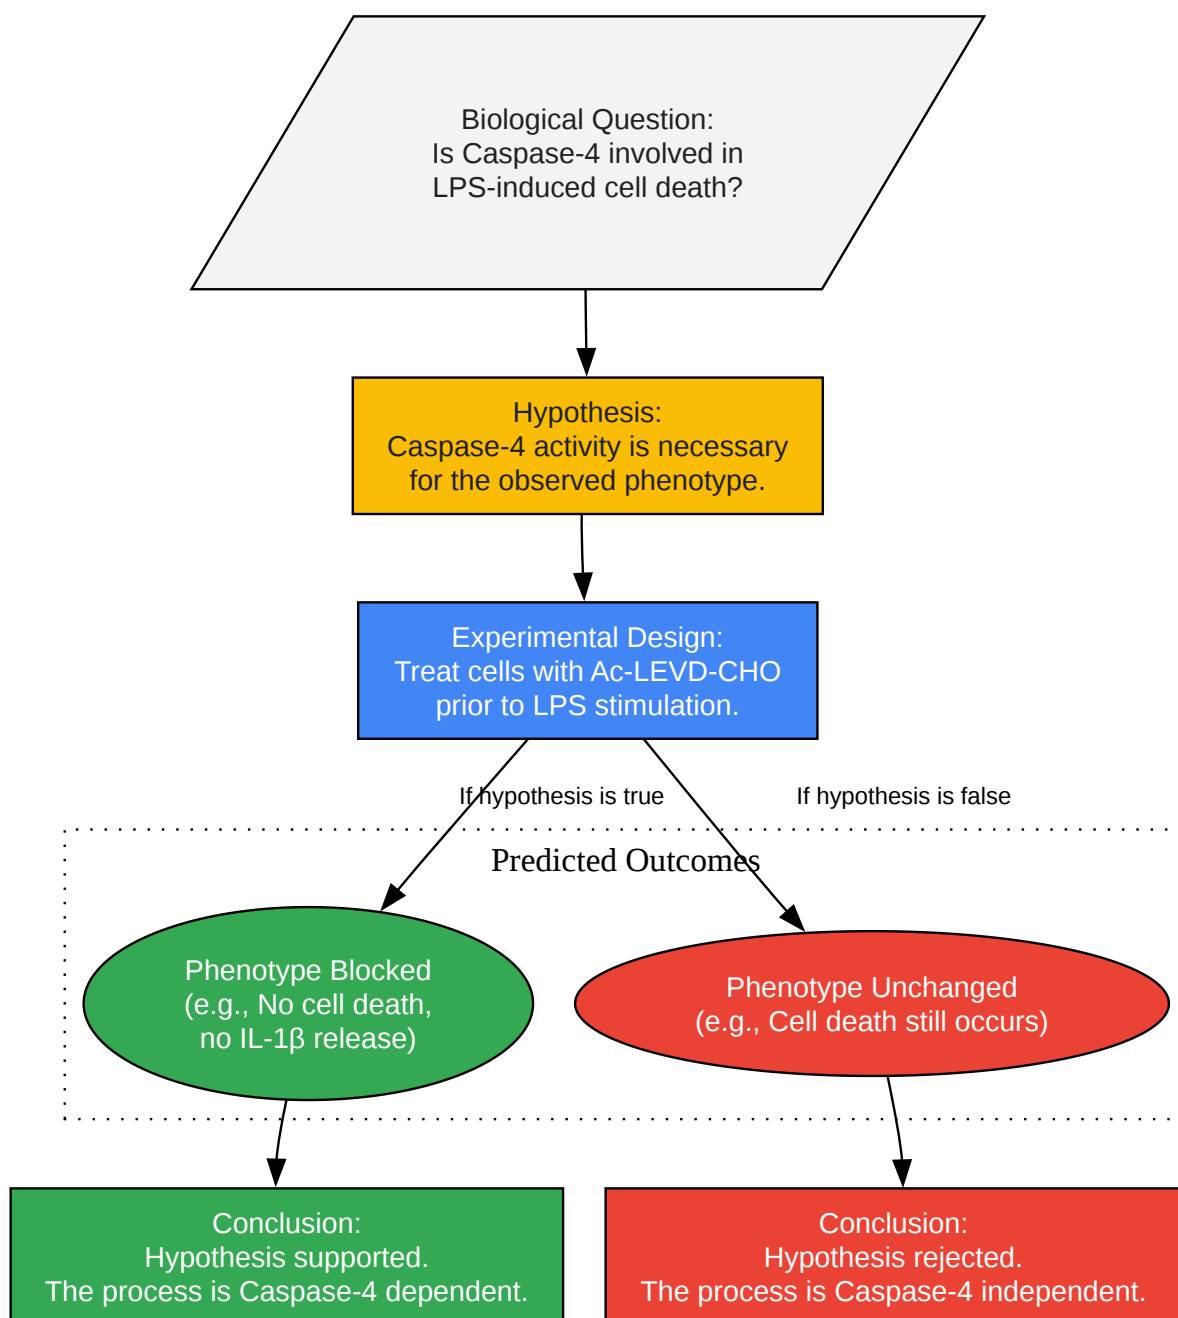 Biological Question:
Is Caspase-4 involved in
LPS-induced cell death?
Hypothesis:
Caspase-4 activity is necessary
for the observed phenotype.
Experimental Design:
Treat cells with Ac-LEVD-CHO
prior to LPS stimulation.
If hypothesis is true
If hypothesis is false
Predicted Outcomes
Phenotype Blocked
(e.g., No cell death,
no IL-1β release)
Phenotype Unchanged
(e.g., Cell death still occurs)
Conclusion:
Hypothesis supported.
The process is Caspase-4 dependent.
Conclusion:
Hypothesis rejected.
The process is Caspase-4 independent.